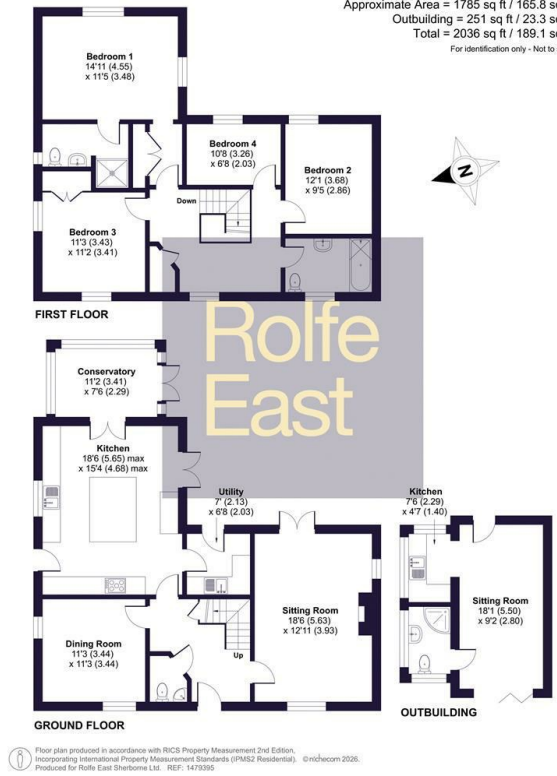 Approximate Area = 1785 sq ft / 165.8 sq
Outbuilding = 251 sq ft / 23.3 sq
Total = 2036 sq ft / 189.1 sq
For identification only - Not to
Bedroom 1
14'11 (4.55)
x 11'5 (3.48)
Bedroom 4
10'8 (3.26)
x 6'8 (2.03)
Bedroom 2
12'1 (3.68)
x 9'5 (2.86)
N
Down
Bedroom 3
11'3 (3.43)
x 11'2 (3.41)
FIRST FLOOR
Rolfe
East
Conservatory
11'2 (3.41)
x 7'6 (2.29)
Kitchen
18'6 (5.65) max
x 15'4 (4.68) max
Utility
7' (2.13)
x 6'8 (2.03)
Kitchen
7'6 (2.29)
x 4'7 (1.40)
Sitting Room
18'6 (5.63)
x 12'11 (3.93)
Sitting Room
18'1 (5.50)
x 9'2 (2.80)
Dining Room
11'3 (3.44)
x 11'3 (3.44)
Up
GROUND FLOOR
OUTBUILDING
Floor plan produced in accordance with RICS Property Measurement 2nd Edition,
Incorporating International Property Measurement Standards (IPMS2 Residential). ©nichecom 2026.
Produced for Rolfe East Sherborne Ltd. REF: 1479395